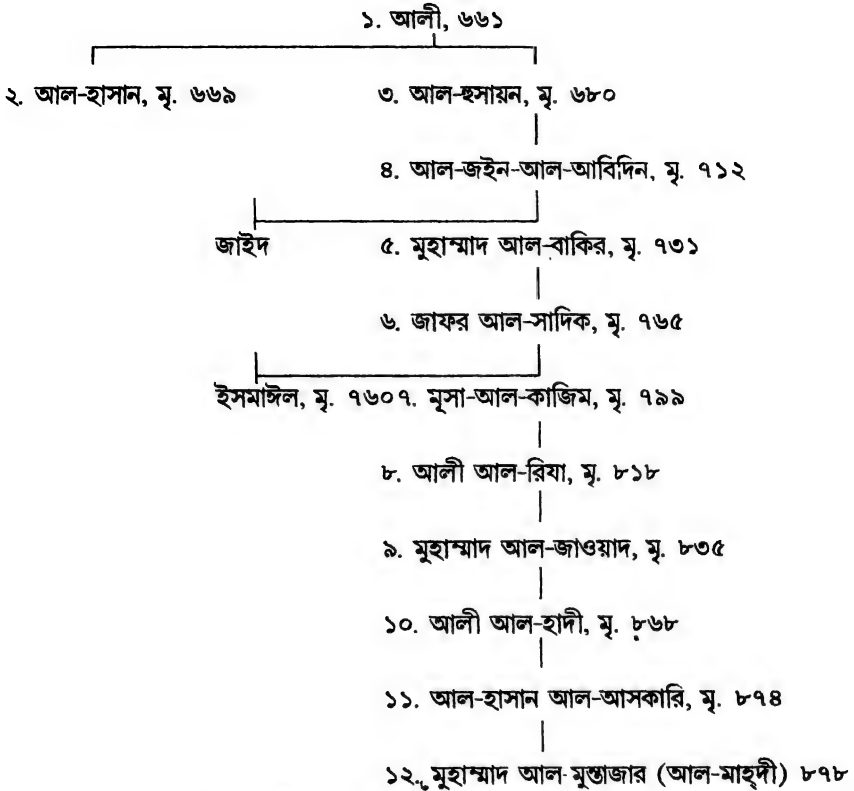 ১. আলী, ৬৬১
২. আল-হাসান, মৃ. ৬৬৯ ৩. আল-হুসায়ন, মৃ. ৬৮০
৪. আল-জইন-আল-আবিদিন, মৃ. ৭১২
জাইদ ৫. মুহাম্মাদ আল-বাকির, মৃ. ৭৩১
৬. জাফর আল-সাদিক, মৃ. ৭৬৫
ইসমাঈল, মৃ. ৭৬০ ৭. মূসা-আল-কাজিম, মৃ. ৭৯৯
৮. আলী আল-রিযা, মৃ. ৮১৮
৯. মুহাম্মাদ আল-জাওয়াদ, মৃ. ৮৩৫
১০. আলী আল-হাদী, মৃ. ৮৬৮
১১. আল-হাসান আল-আসকারি, মৃ. ৮৭৪
১২. মুহাম্মাদ আল-মুন্তাজার (আল-মাহ্দী) ৮৭৮